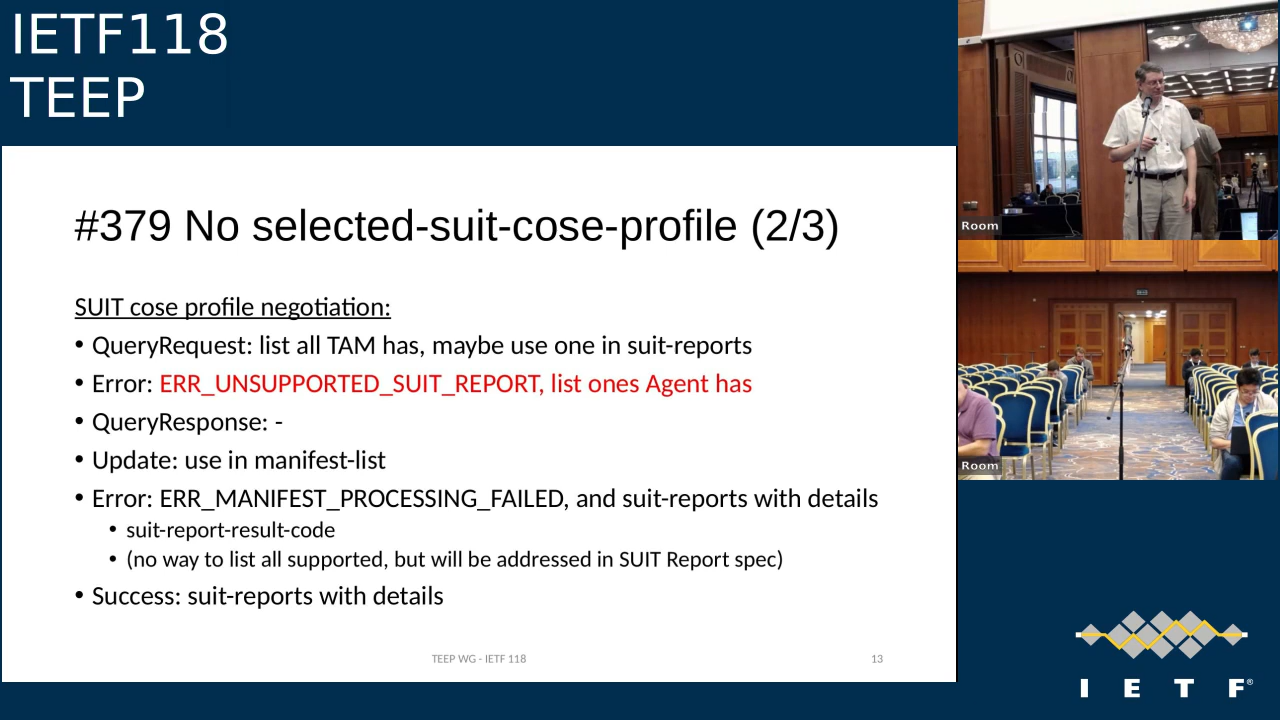 IETF118
TEEP
#379 No selected-suit-cose-profile (2/3)
SUIT cose profile negotiation:
• QueryRequest: list all TAM has, maybe use one in suit-reports
• Error: ERR_UNSUPPORTED_SUIT_REPORT, list ones Agent has
• QueryResponse: -
• Update: use in manifest-list
• Error: ERR_MANIFEST_PROCESSING_FAILED, and suit-reports with details
• suit-report-result-code
• (no way to list all supported, but will be addressed in SUIT Report spec)
• Success: suit-reports with details
TEEP WG - IETF 118
13
Room
Room
I E T F®